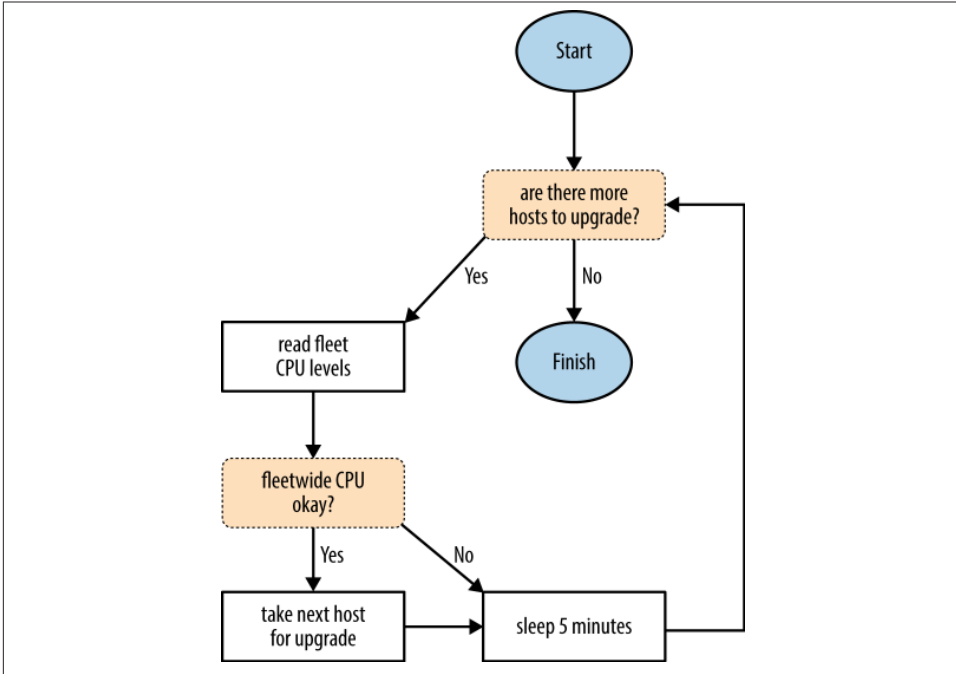 Start
are there more
hosts to upgrade?
Yes
No
read fleet
CPU levels
Finish
fleetwide CPU
okay?
Yes
No
take next host
for upgrade
sleep 5 minutes